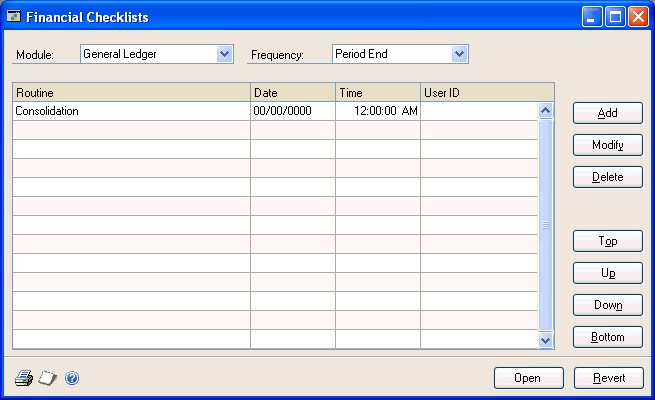 Financial Checklists
Module: General Ledger Frequency: Period End
Routine Date Time User ID
Consolidation 00/00/0000 12:00:00 AM
Add
Modify
Delete
Top
Up
Down
Bottom
Open Revert